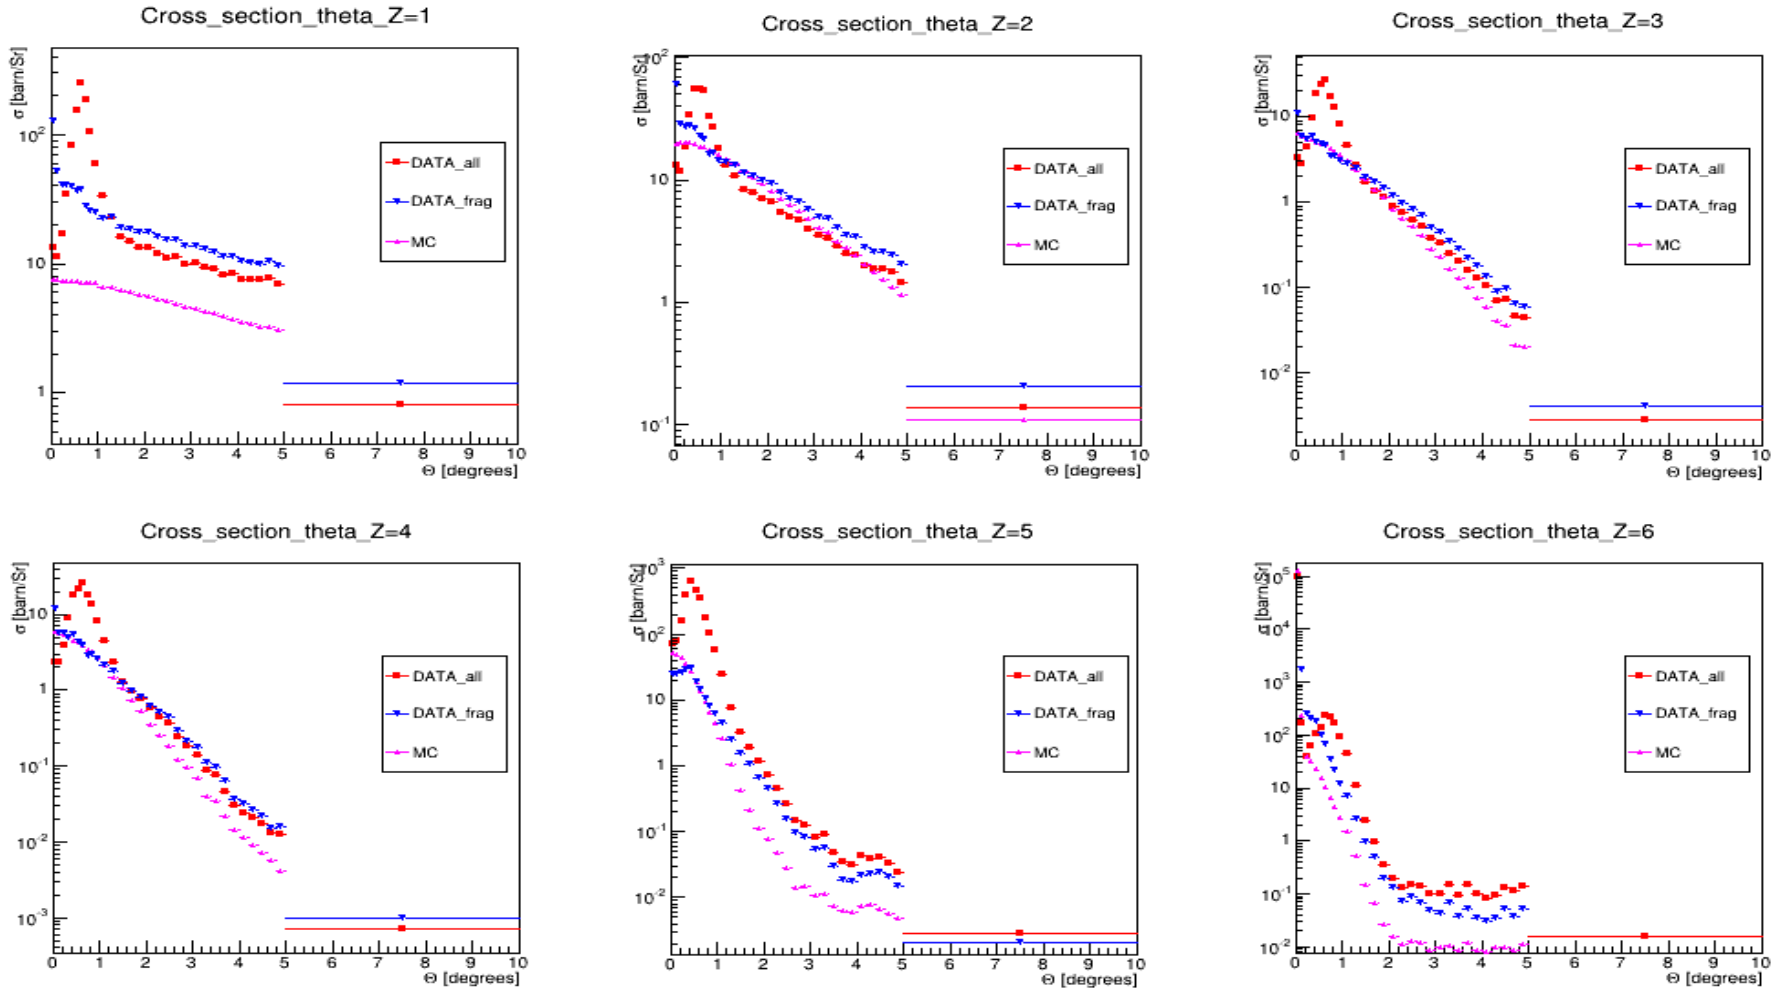 Cross_section_theta_Z=1
σ [barn/Sr]
10²
10
1
DATA_all
DATA_frag
MC
0 1 2 3 4 5 6 7 8 9 10
Θ [degrees]
Cross_section_theta_Z=2
σ [barn/Sr]
10²
10
1
10⁻¹
DATA_all
DATA_frag
MC
0 1 2 3 4 5 6 7 8 9 10
Θ [degrees]
Cross_section_theta_Z=3
σ [barn/Sr]
10
1
10⁻¹
10⁻²
DATA_all
DATA_frag
MC
0 1 2 3 4 5 6 7 8 9 10
Θ [degrees]
Cross_section_theta_Z=4
σ [barn/Sr]
10
1
10⁻¹
10⁻²
10⁻³
DATA_all
DATA_frag
MC
0 1 2 3 4 5 6 7 8 9 10
Θ [degrees]
Cross_section_theta_Z=5
σ [barn/Sr]
10³
10²
10
1
10⁻¹
10⁻²
DATA_all
DATA_frag
MC
0 1 2 3 4 5 6 7 8 9 10
Θ [degrees]
Cross_section_theta_Z=6
σ [barn/Sr]
10⁵
10⁴
10³
10²
10
1
10⁻¹
10⁻²
DATA_all
DATA_frag
MC
0 1 2 3 4 5 6 7 8 9 10
Θ [degrees]